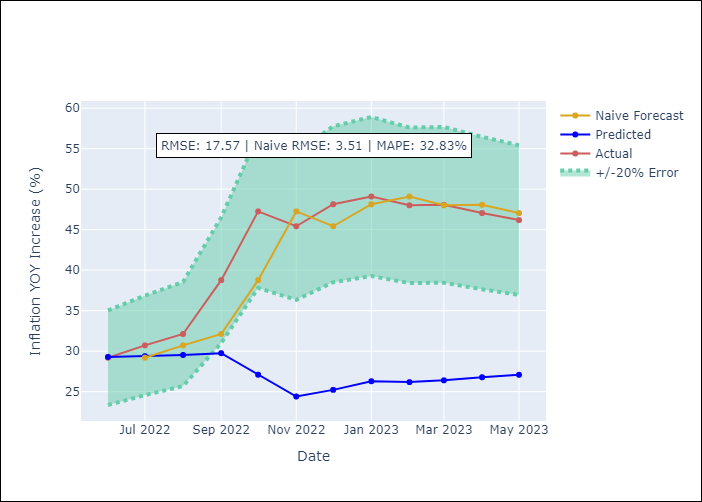 60
55
50
45
40
35
30
25
Inflation YOY Increase (%)
RMSE: 17.57 | Naive RMSE: 3.51 | MAPE: 32.83%
Naive Forecast
Predicted
Actual
+/-20% Error
Jul 2022 Sep 2022 Nov 2022 Jan 2023 Mar 2023 May 2023
Date